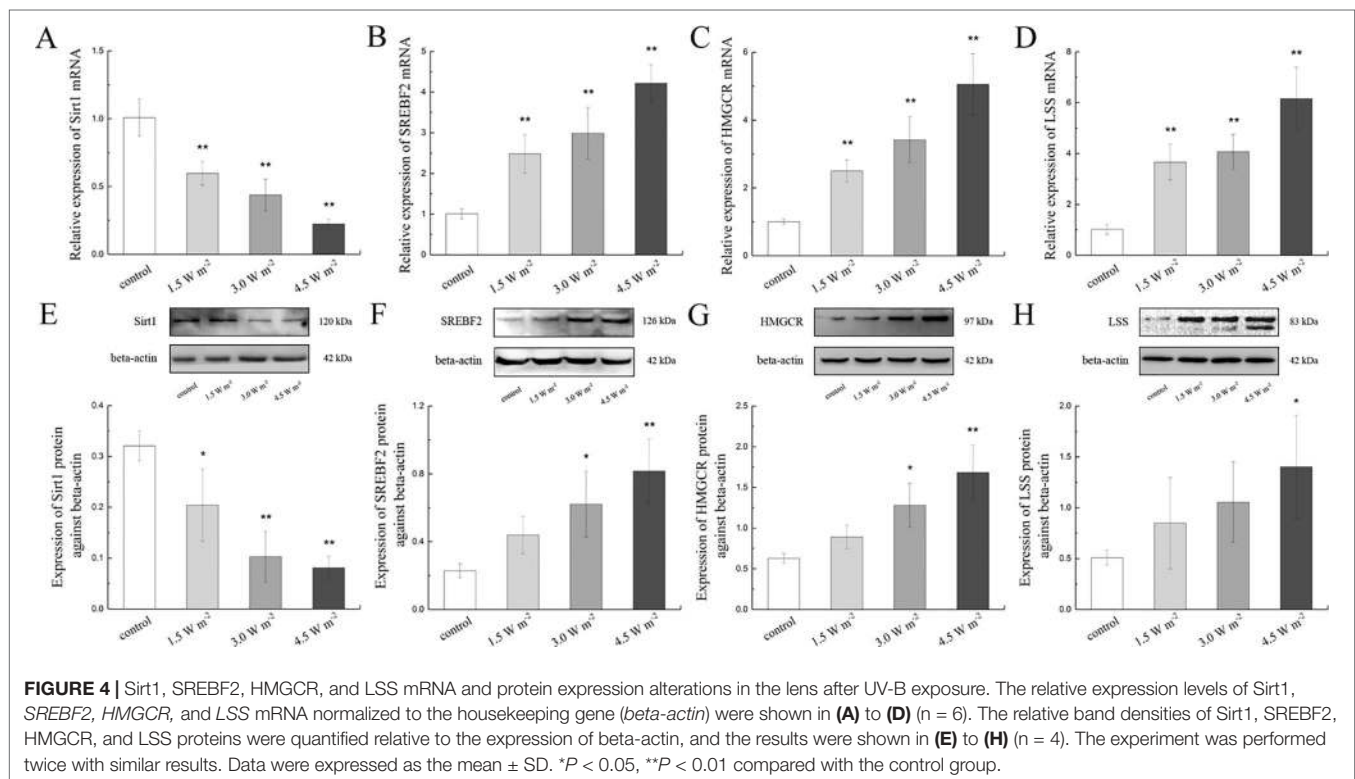 A
B
C
D
Relative expression of Sirt1 mRNA
1.5
1.0
0.5
0.0
**
**
**
control
1.5 W m⁻²
3.0 W m⁻²
4.5 W m⁻²
Relative expression of SREBF2 mRNA
5
4
3
2
1
0
**
**
**
control
1.5 W m⁻²
3.0 W m⁻²
4.5 W m⁻²
Relative expression of HMGCR mRNA
6
4
2
0
**
**
**
control
1.5 W m⁻²
3.0 W m⁻²
4.5 W m⁻²
Relative expression of LSS mRNA
8
6
4
2
0
**
**
**
control
1.5 W m⁻²
3.0 W m⁻²
4.5 W m⁻²
E
Sirt1
120 kDa
beta-actin
42 kDa
control
1.5 W m⁻²
3.0 W m⁻²
4.5 W m⁻²
Expression of Sirt1 protein
against beta-actin
0.4
0.3
0.2
0.1
0.0
*
**
**
control
1.5 W m⁻²
3.0 W m⁻²
4.5 W m⁻²
F
SREBF2
126 kDa
beta-actin
42 kDa
control
1.5 W m⁻²
3.0 W m⁻²
4.5 W m⁻²
Expression of SREBF2 protein
against beta-actin
1.2
0.8
0.4
0.0
*
**
control
1.5 W m⁻²
3.0 W m⁻²
4.5 W m⁻²
G
HMGCR
97 kDa
beta-actin
42 kDa
control
1.5 W m⁻²
3.0 W m⁻²
4.5 W m⁻²
Expression of HMGCR protein
against beta-actin
2.5
2.0
1.5
1.0
0.5
0.0
*
**
control
1.5 W m⁻²
3.0 W m⁻²
4.5 W m⁻²
H
LSS
83 kDa
beta-actin
42 kDa
control
1.5 W m⁻²
3.0 W m⁻²
4.5 W m⁻²
Expression of LSS protein
against beta-actin
2.0
1.5
1.0
0.5
0.0
*
control
1.5 W m⁻²
3.0 W m⁻²
4.5 W m⁻²
FIGURE 4 | Sirt1, SREBF2, HMGCR, and LSS mRNA and protein expression alterations in the lens after UV-B exposure. The relative expression levels of Sirt1,
SREBF2, HMGCR, and LSS mRNA normalized to the housekeeping gene (beta-actin) were shown in (A) to (D) (n = 6). The relative band densities of Sirt1, SREBF2,
HMGCR, and LSS proteins were quantified relative to the expression of beta-actin, and the results were shown in (E) to (H) (n = 4). The experiment was performed
twice with similar results. Data were expressed as the mean ± SD. *P < 0.05, **P < 0.01 compared with the control group.